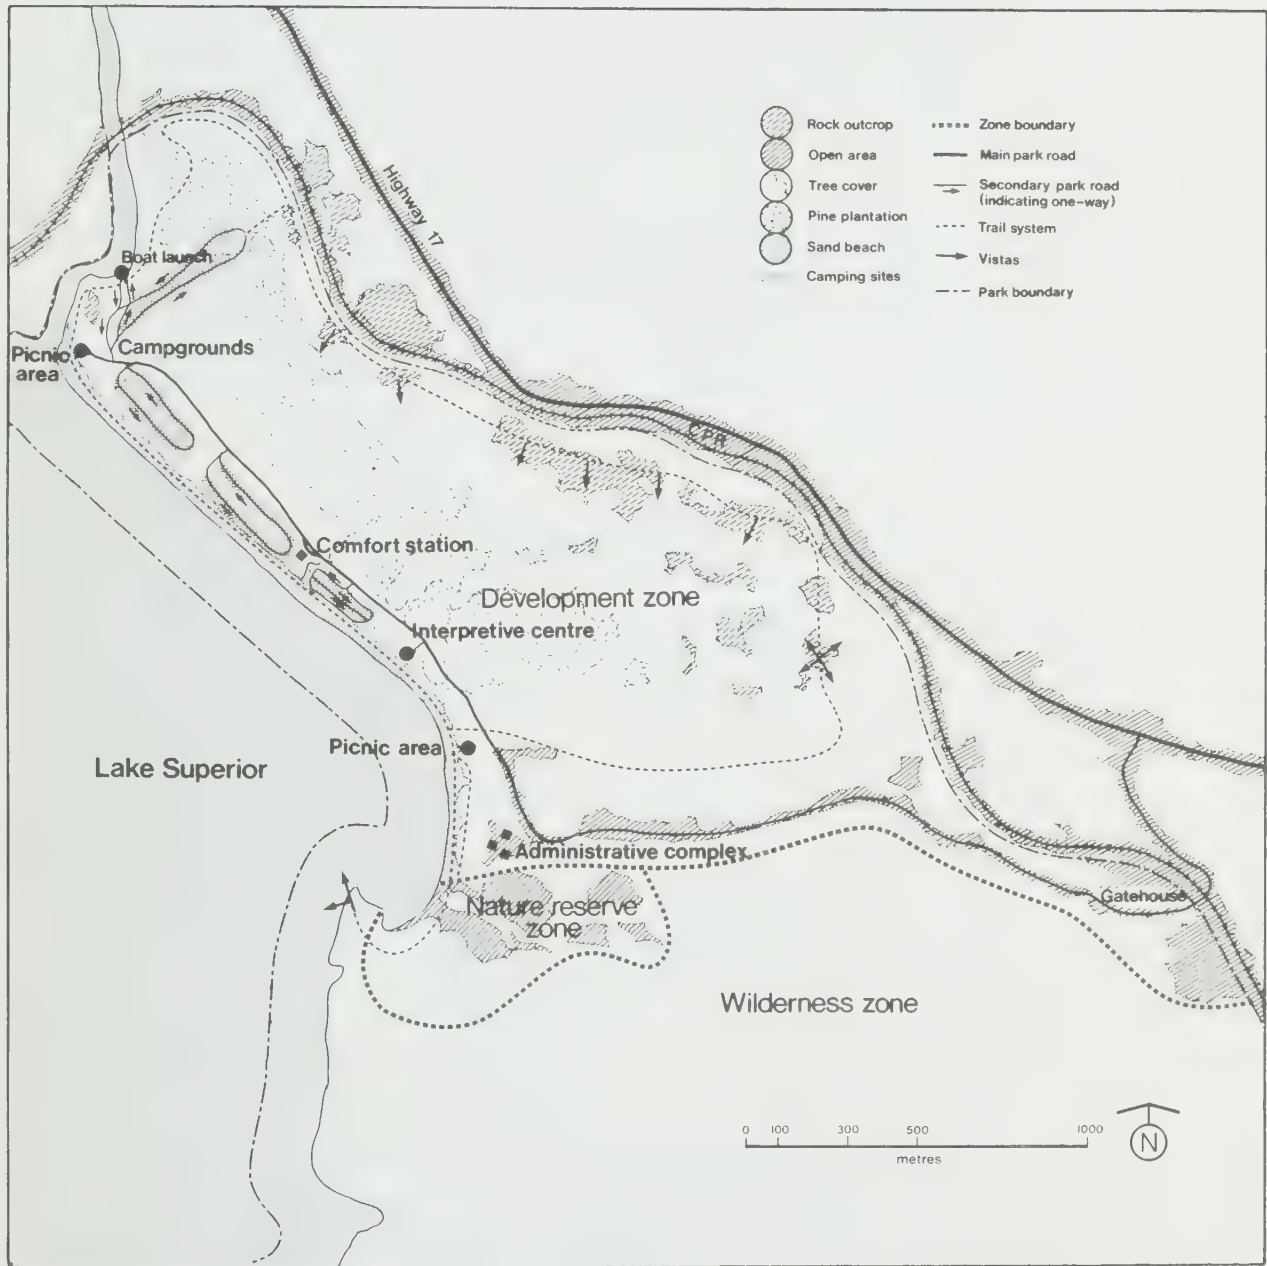 Highway 17
Rock outcrop
Open area
Tree cover
Pine plantation
Sand beach
Camping sites
Zone boundary
Main park road
Secondary park road
(indicating one-way)
Trail system
Vistas
Park boundary
Boat launch
Campgrounds
Picnic
area
CPR
Comfort station
Development zone
Interpretive centre
Picnic area
Lake Superior
Administrative complex
Gatehouse
Nature reserve
zone
Wilderness zone
0 100 300 500 1000
metres
N